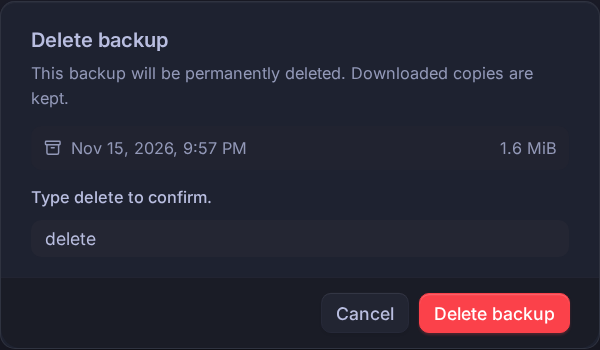 Delete backup
This backup will be permanently deleted. Downloaded copies are
kept.
Nov 15, 2026, 9:57 PM 1.6 MiB
Type delete to confirm.
delete
Cancel Delete backup